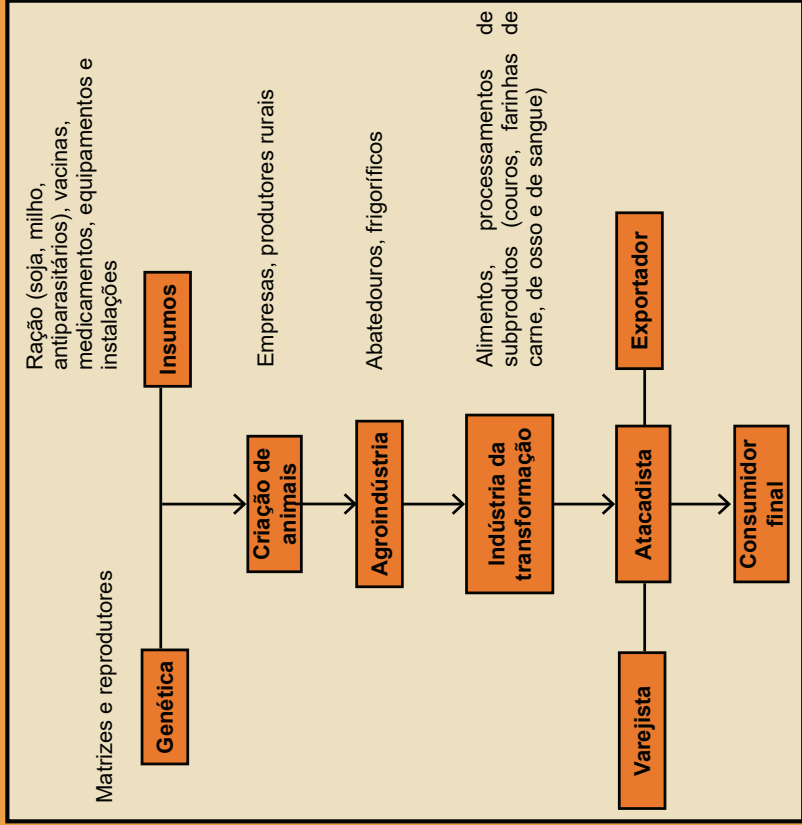 Matrizes e reprodutores
Ração (soja, milho,
antiparasitários), vacinas,
medicamentos, equipamentos e
instalações
Genética
Insumos
Criação de
animais
Empresas, produtores rurais
Agroindústria
Abatedouros, frigoríficos
Indústria da
transformação
Alimentos, processamentos de
subprodutos (couros, farinhas de
carne, de osso e de sangue)
Varejista
Atacadista
Exportador
Consumidor
final